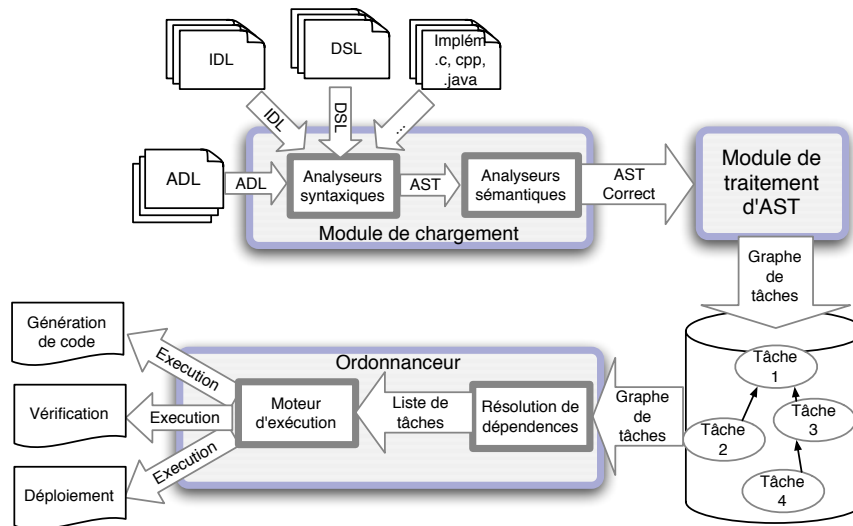 IDL
DSL
Implém
.c, cpp,
.java
IDL
DSL
...
ADL
ADL
Analyseurs
syntaxiques
AST
Analyseurs
sémantiques
AST
Correct
Module de
traitement
d'AST
Module de chargement
Graphe
de
tâches
Génération
de code
Execution
Ordonnanceur
Tâche
1
Vérification
Execution
Moteur
d'exécution
Liste de
tâches
Résolution de
dépendences
Graphe
de
tâches
Tâche
2
Tâche
3
Déploiement
Execution
Tâche
4